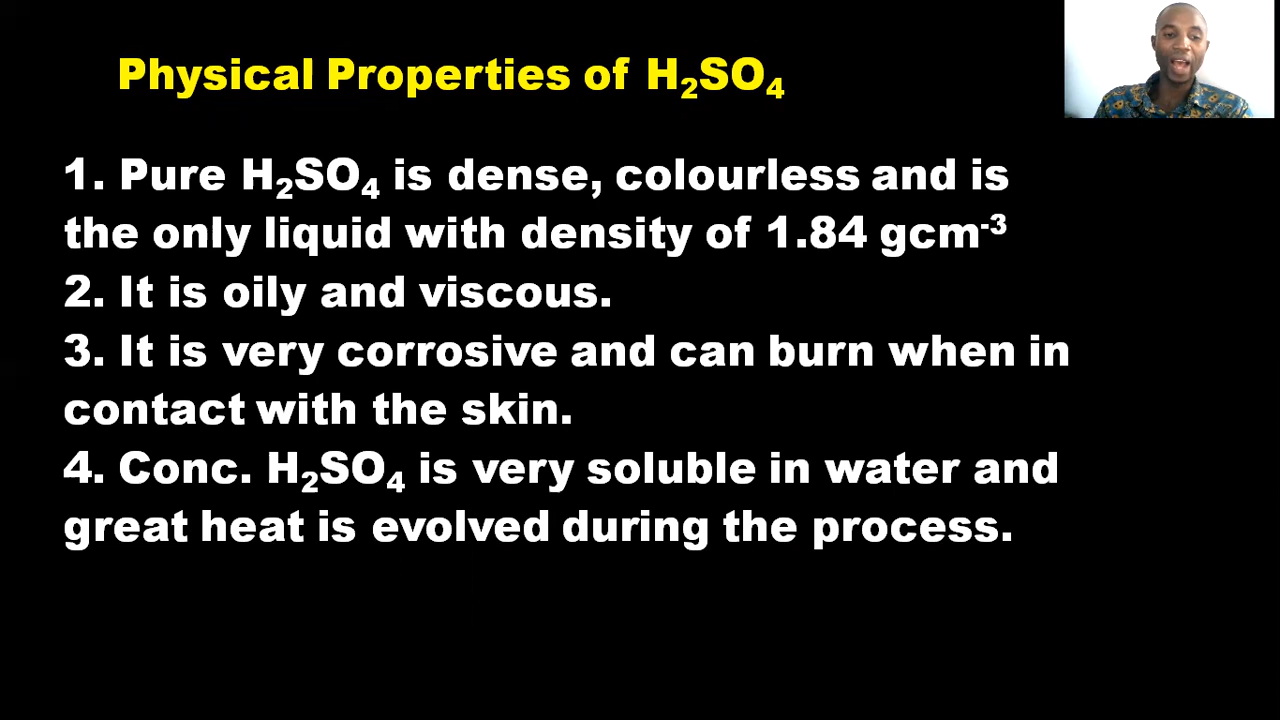 Physical Properties of H₂SO₄
1. Pure H₂SO₄ is dense, colourless and is
the only liquid with density of 1.84 gcm⁻³
2. It is oily and viscous.
3. It is very corrosive and can burn when in
contact with the skin.
4. Conc. H₂SO₄ is very soluble in water and
great heat is evolved during the process.